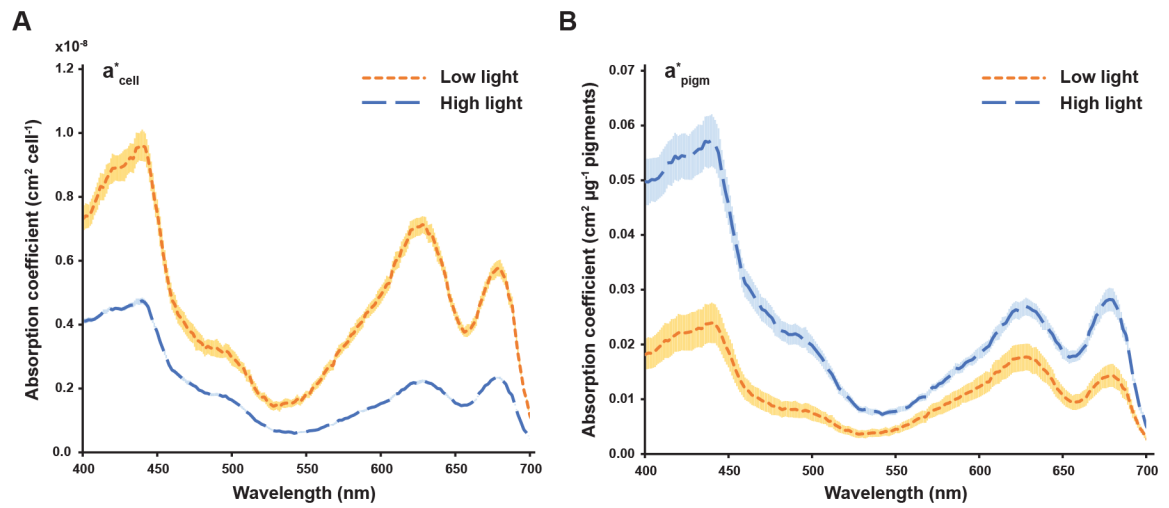 A
x10⁻⁸
a*cell
Low light
High light
Absorption coefficient (cm² cell⁻¹)
1.2
1.0
0.8
0.6
0.4
0.2
0.0
400 450 500 550 600 650 700
Wavelength (nm)
B
a*pigm
Low light
High light
Absorption coefficient (cm² µg⁻¹ pigments)
0.07
0.06
0.05
0.04
0.03
0.02
0.01
0.00
400 450 500 550 600 650 700
Wavelength (nm)